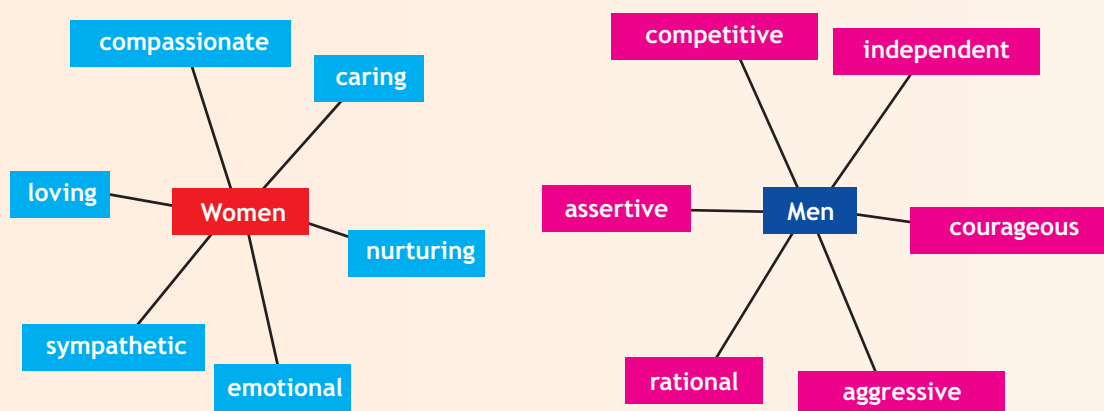 compassionate
caring
loving
Women
nurturing
sympathetic
emotional
competitive
independent
assertive
Men
courageous
rational
aggressive